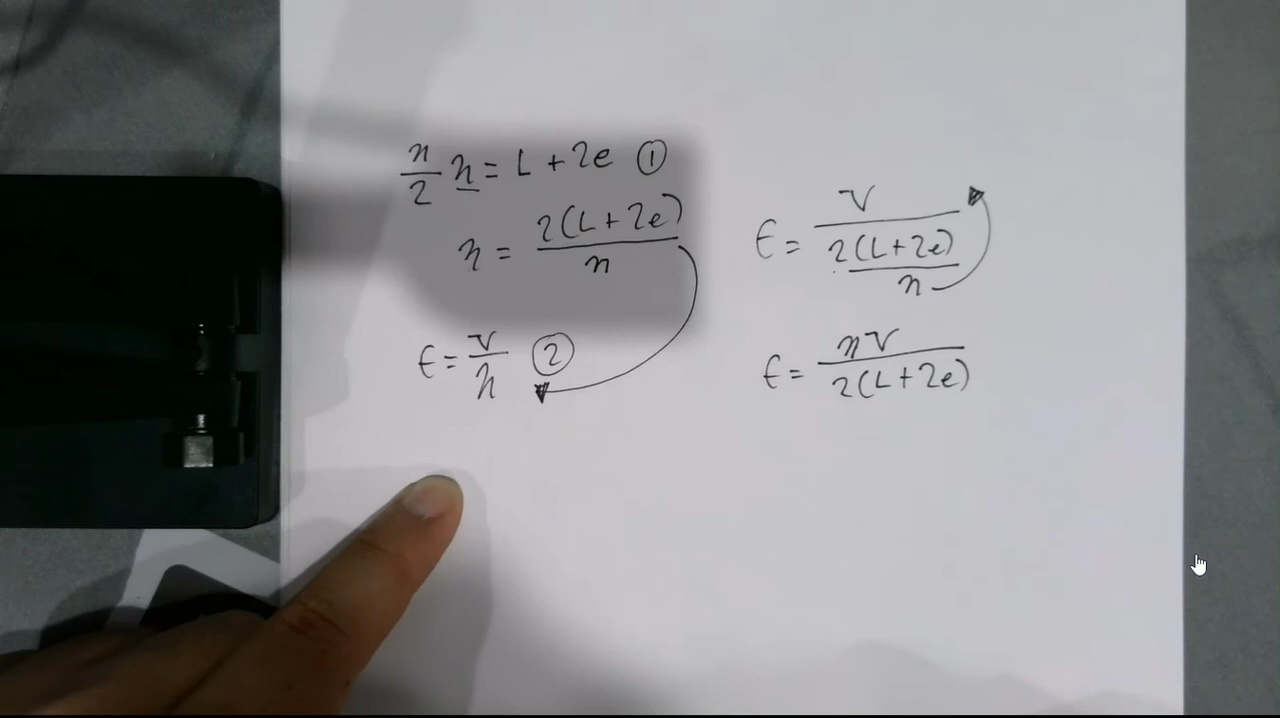 n/2 λ = L + 2e ①
λ = 2(L + 2e)/n
f = v/λ ②
f = v/(2(L + 2e)/n)
f = nv/2(L + 2e)